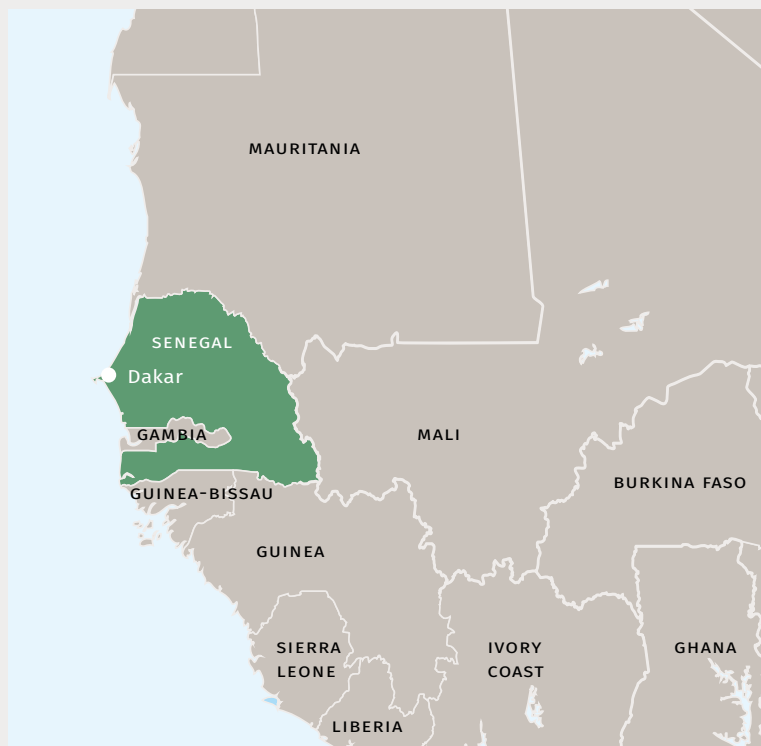 MAURITANIA
SENEGAL
Dakar
GAMBIA
MALI
BURKINA FASO
GUINEA-BISSAU
GUINEA
SIERRA
LEONE
IVORY
COAST
GHANA
LIBERIA